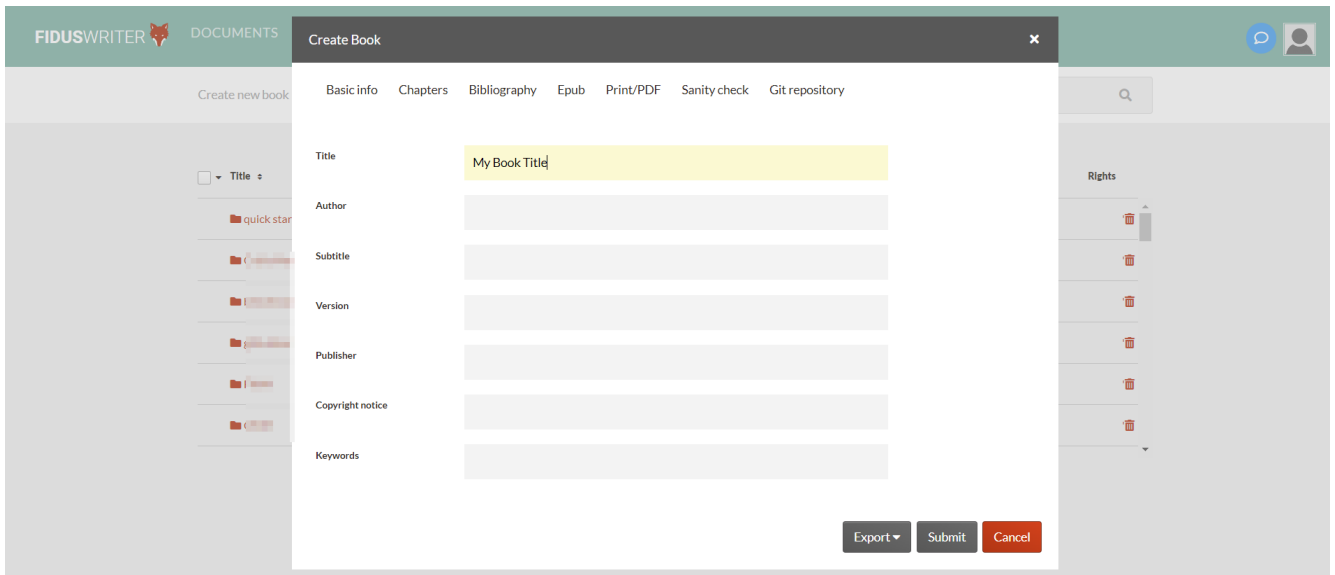 FIDUSWRITER DOCUMENTS
Create Book
Create new book
Basic info Chapters Bibliography Epub Print/PDF Sanity check Git repository
Title My Book Title
Title Rights
Author
quick star
Subtitle
Version
Publisher
Copyright notice
Keywords
Export Submit Cancel